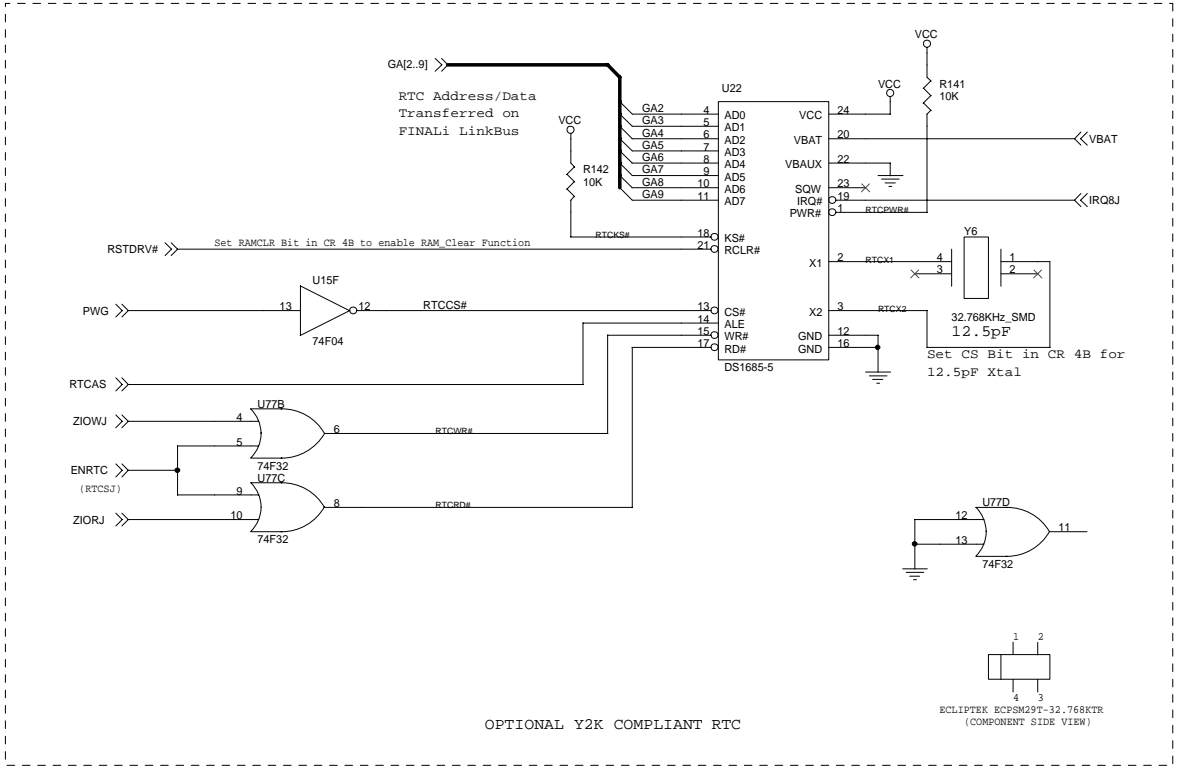 VCC
VCC
GA[2..9]
U22
R141
10K
RTC Address/Data
Transferred on
FINALi LinkBus
VCC
R142
10K
GA2 4 AD0
GA3 5 AD1
GA4 6 AD2
GA5 7 AD3
GA6 8 AD4
GA7 9 AD5
GA8 10 AD6
GA9 11 AD7
VCC 24
VBAT 20 VBAT
VBAUX 22
SQW 23
IRQ# 19 IRQ8J
PWR# 1 RTCPWR#
RTCKS# 18 KS#
RSTDRV# Set RAMCLR Bit in CR 4B to enable RAM_Clear Function 21 RCLR#
X1 2 RTCX1
Y6
4 1
3 2
U15F
PWG 13 12 RTCCS# 13 CS#
74F04
14 ALE
15 WR#
17 RD#
X2 3 RTCX2
32.768KHz_SMD
12.5pF
GND 12
GND 16
Set CS Bit in CR 4B for
12.5pF Xtal
DS1685-5
RTCAS
U77B
ZIOWJ 4
5
6 RTCWR#
74F32
ENRTC
(RTCSJ)
U77C
9
ZIORJ 10
8 RTCRD#
74F32
U77D
12
13
11
74F32
1 2
4 3
ECLIPTEK ECPSM29T-32.768KTR
(COMPONENT SIDE VIEW)
OPTIONAL Y2K COMPLIANT RTC